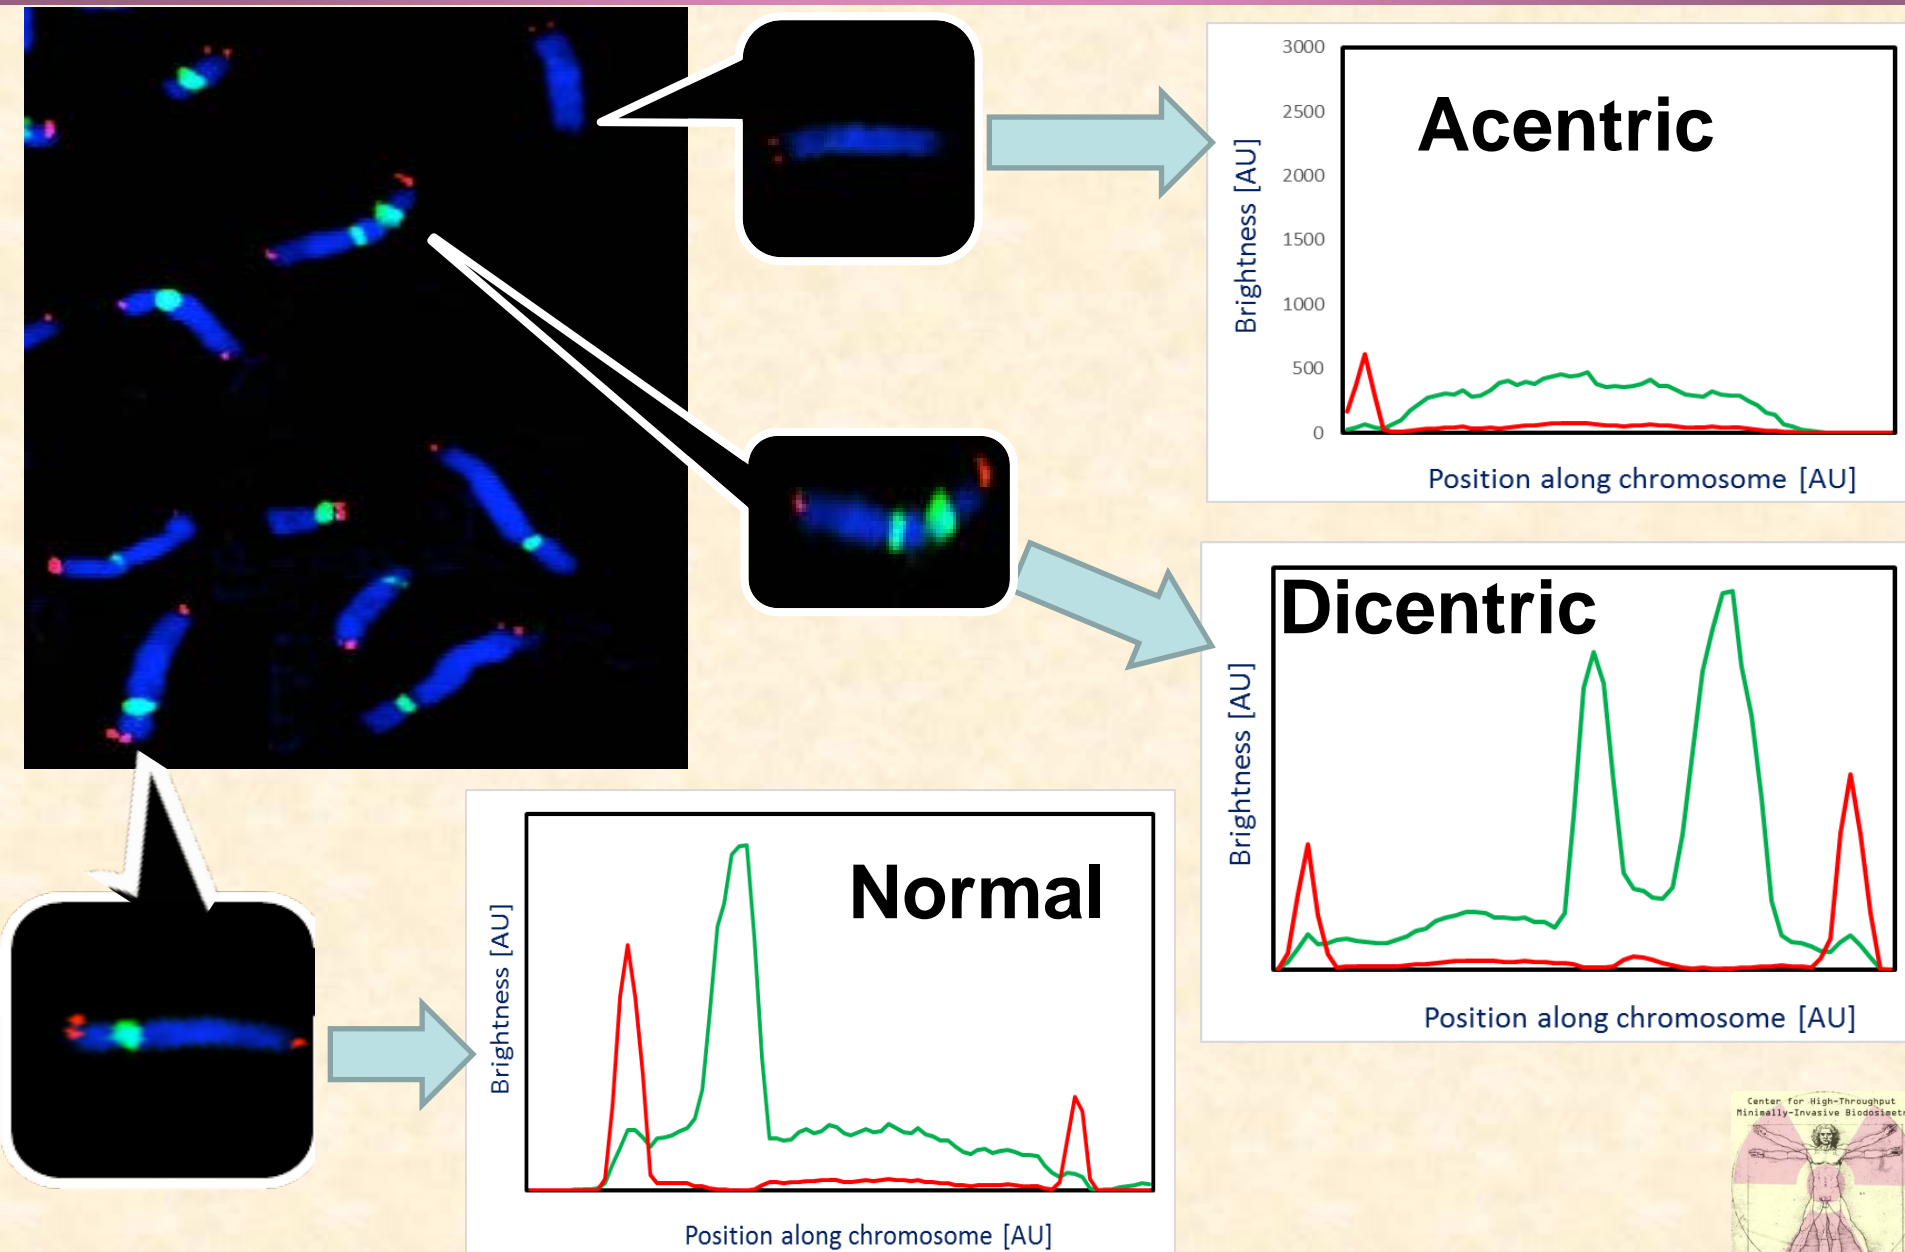 3000
2500
2000
1500
1000
500
0
Acentric
Brightness [AU]
Position along chromosome [AU]
Dicentric
Brightness [AU]
Position along chromosome [AU]
Normal
Brightness [AU]
Position along chromosome [AU]
Center for High-Throughput
Minimally-Invasive